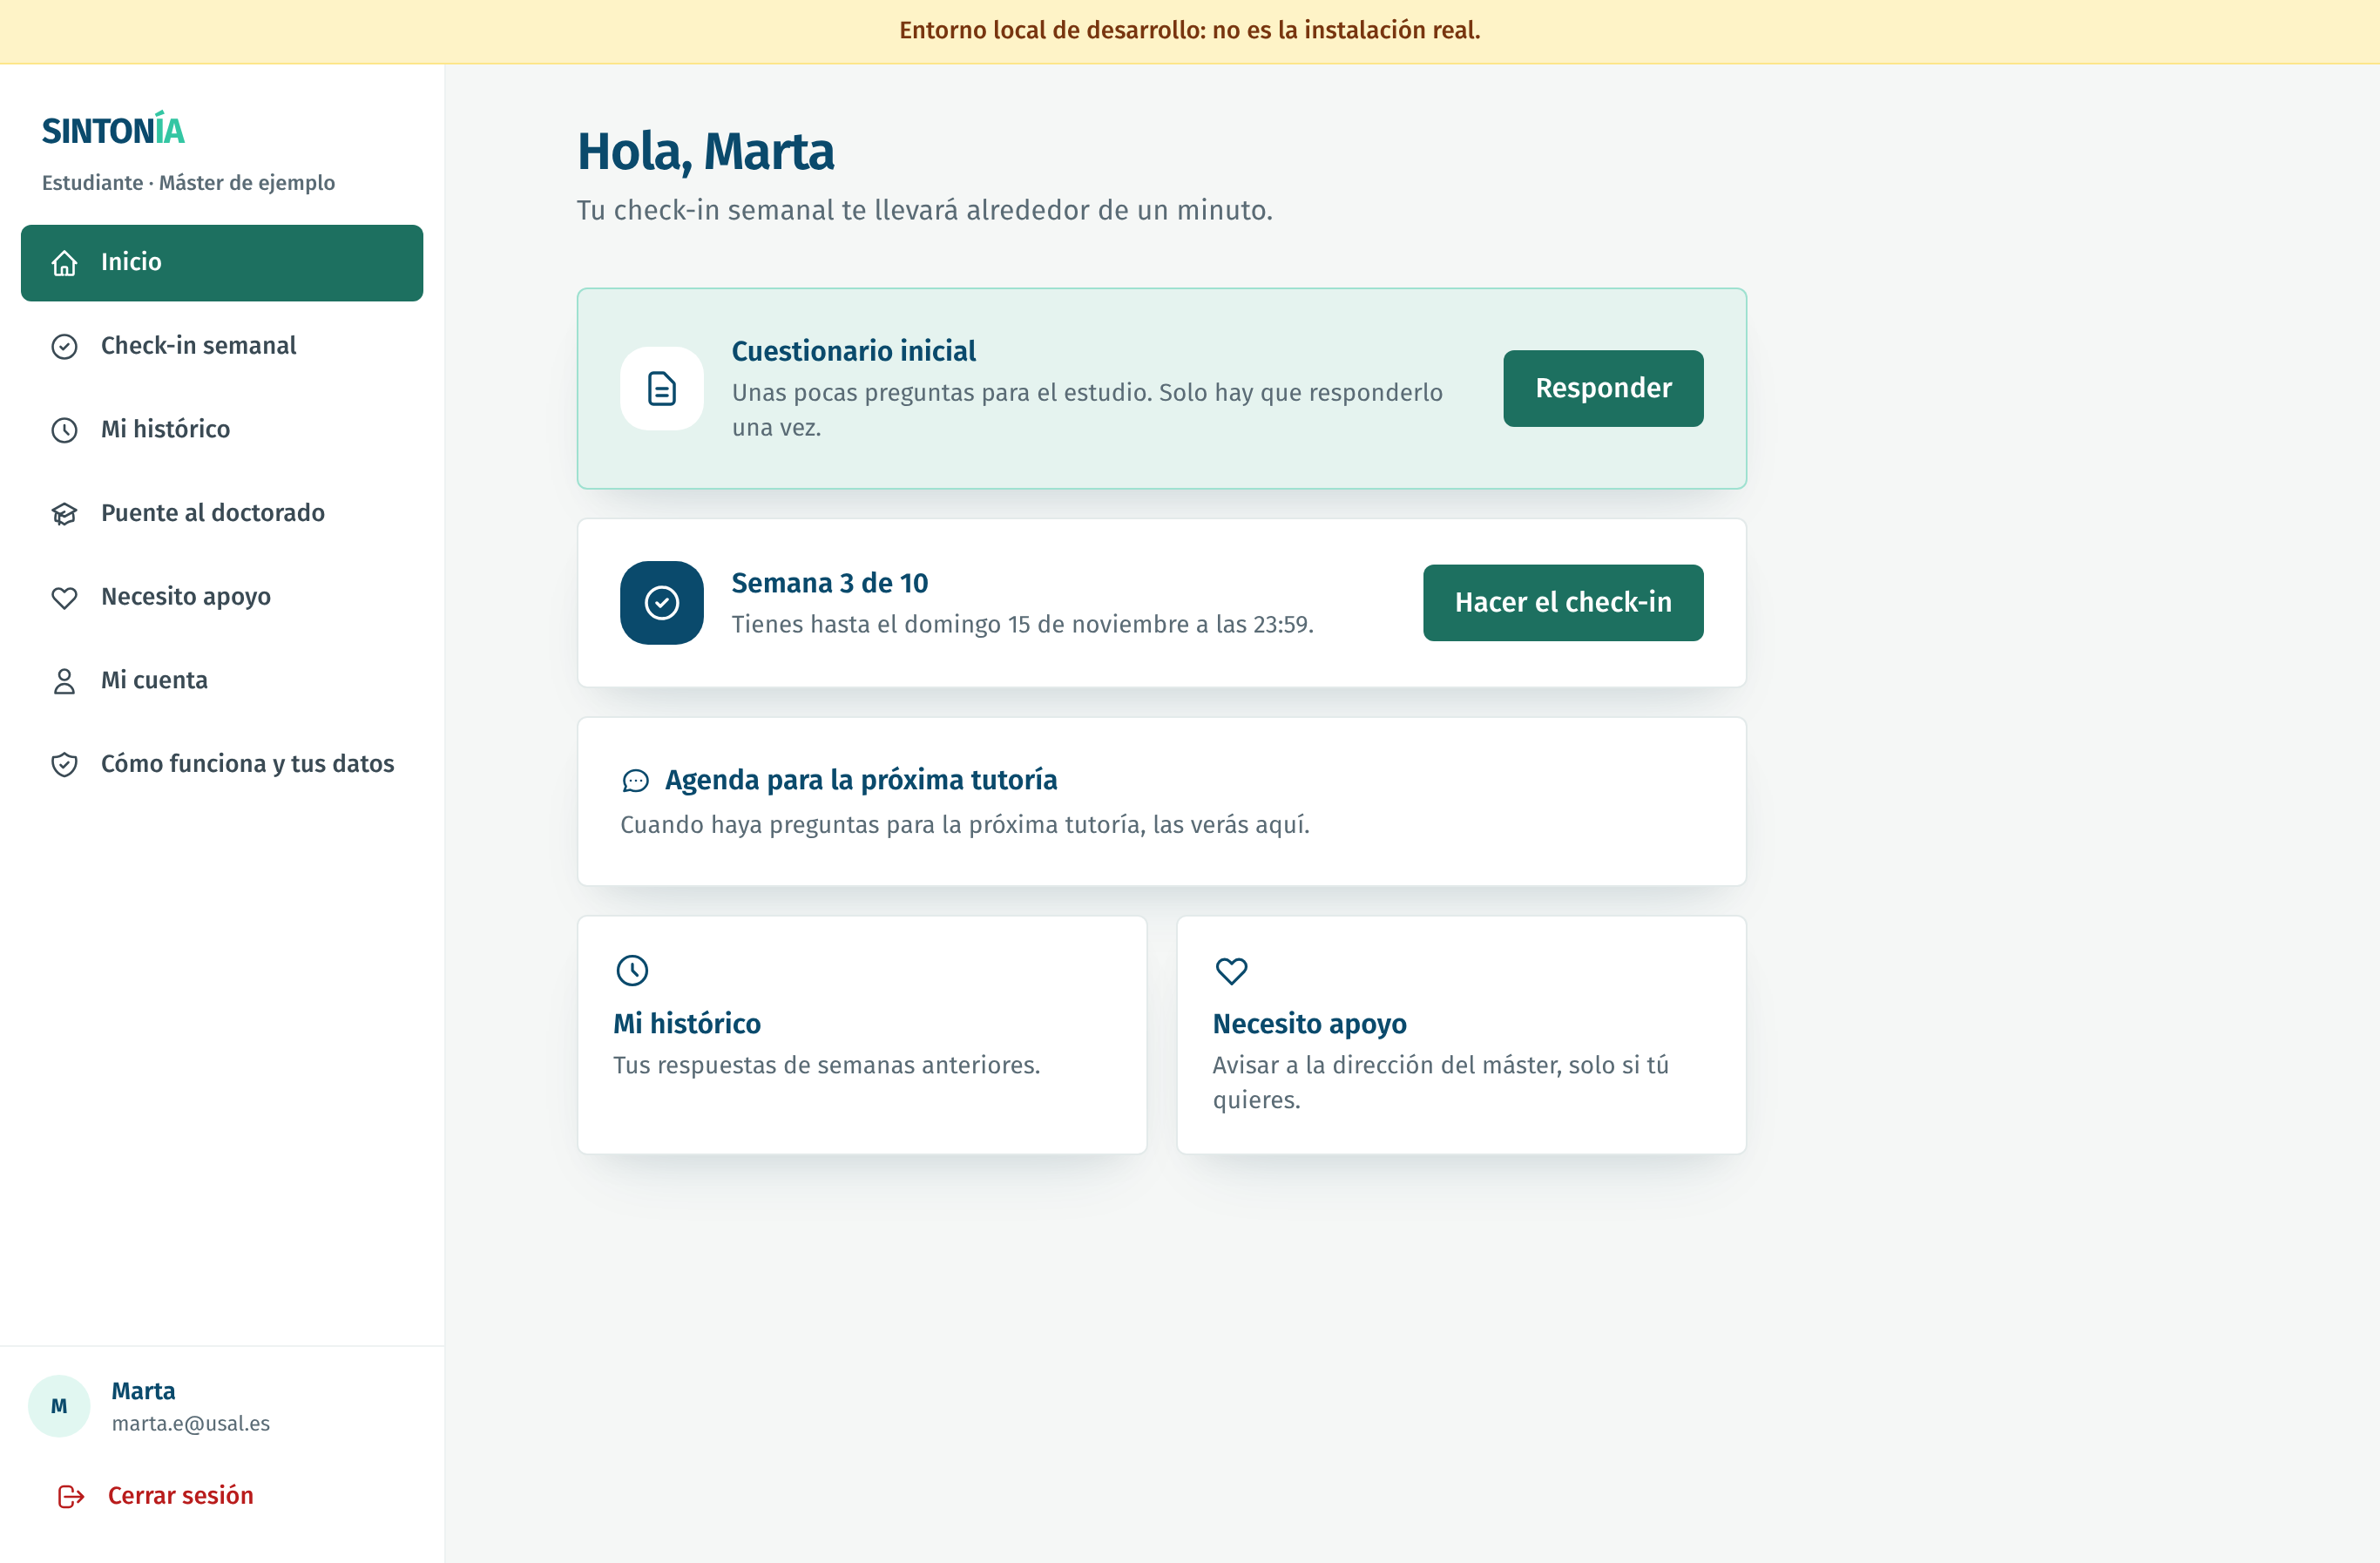 Entorno local de desarrollo: no es la instalación real.
SINTONÍA
Estudiante · Máster de ejemplo
Inicio
Check-in semanal
Mi histórico
Puente al doctorado
Necesito apoyo
Mi cuenta
Cómo funciona y tus datos
Marta
M
marta.e@usal.es
Cerrar sesión
Hola, Marta
Tu check-in semanal te llevará alrededor de un minuto.
Cuestionario inicial
Unas pocas preguntas para el estudio. Solo hay que responderlo
una vez.
Responder
Semana 3 de 10
Tienes hasta el domingo 15 de noviembre a las 23:59.
Hacer el check-in
Agenda para la próxima tutoría
Cuando haya preguntas para la próxima tutoría, las verás aquí.
Mi histórico
Tus respuestas de semanas anteriores.
Necesito apoyo
Avisar a la dirección del máster, solo si tú
quieres.